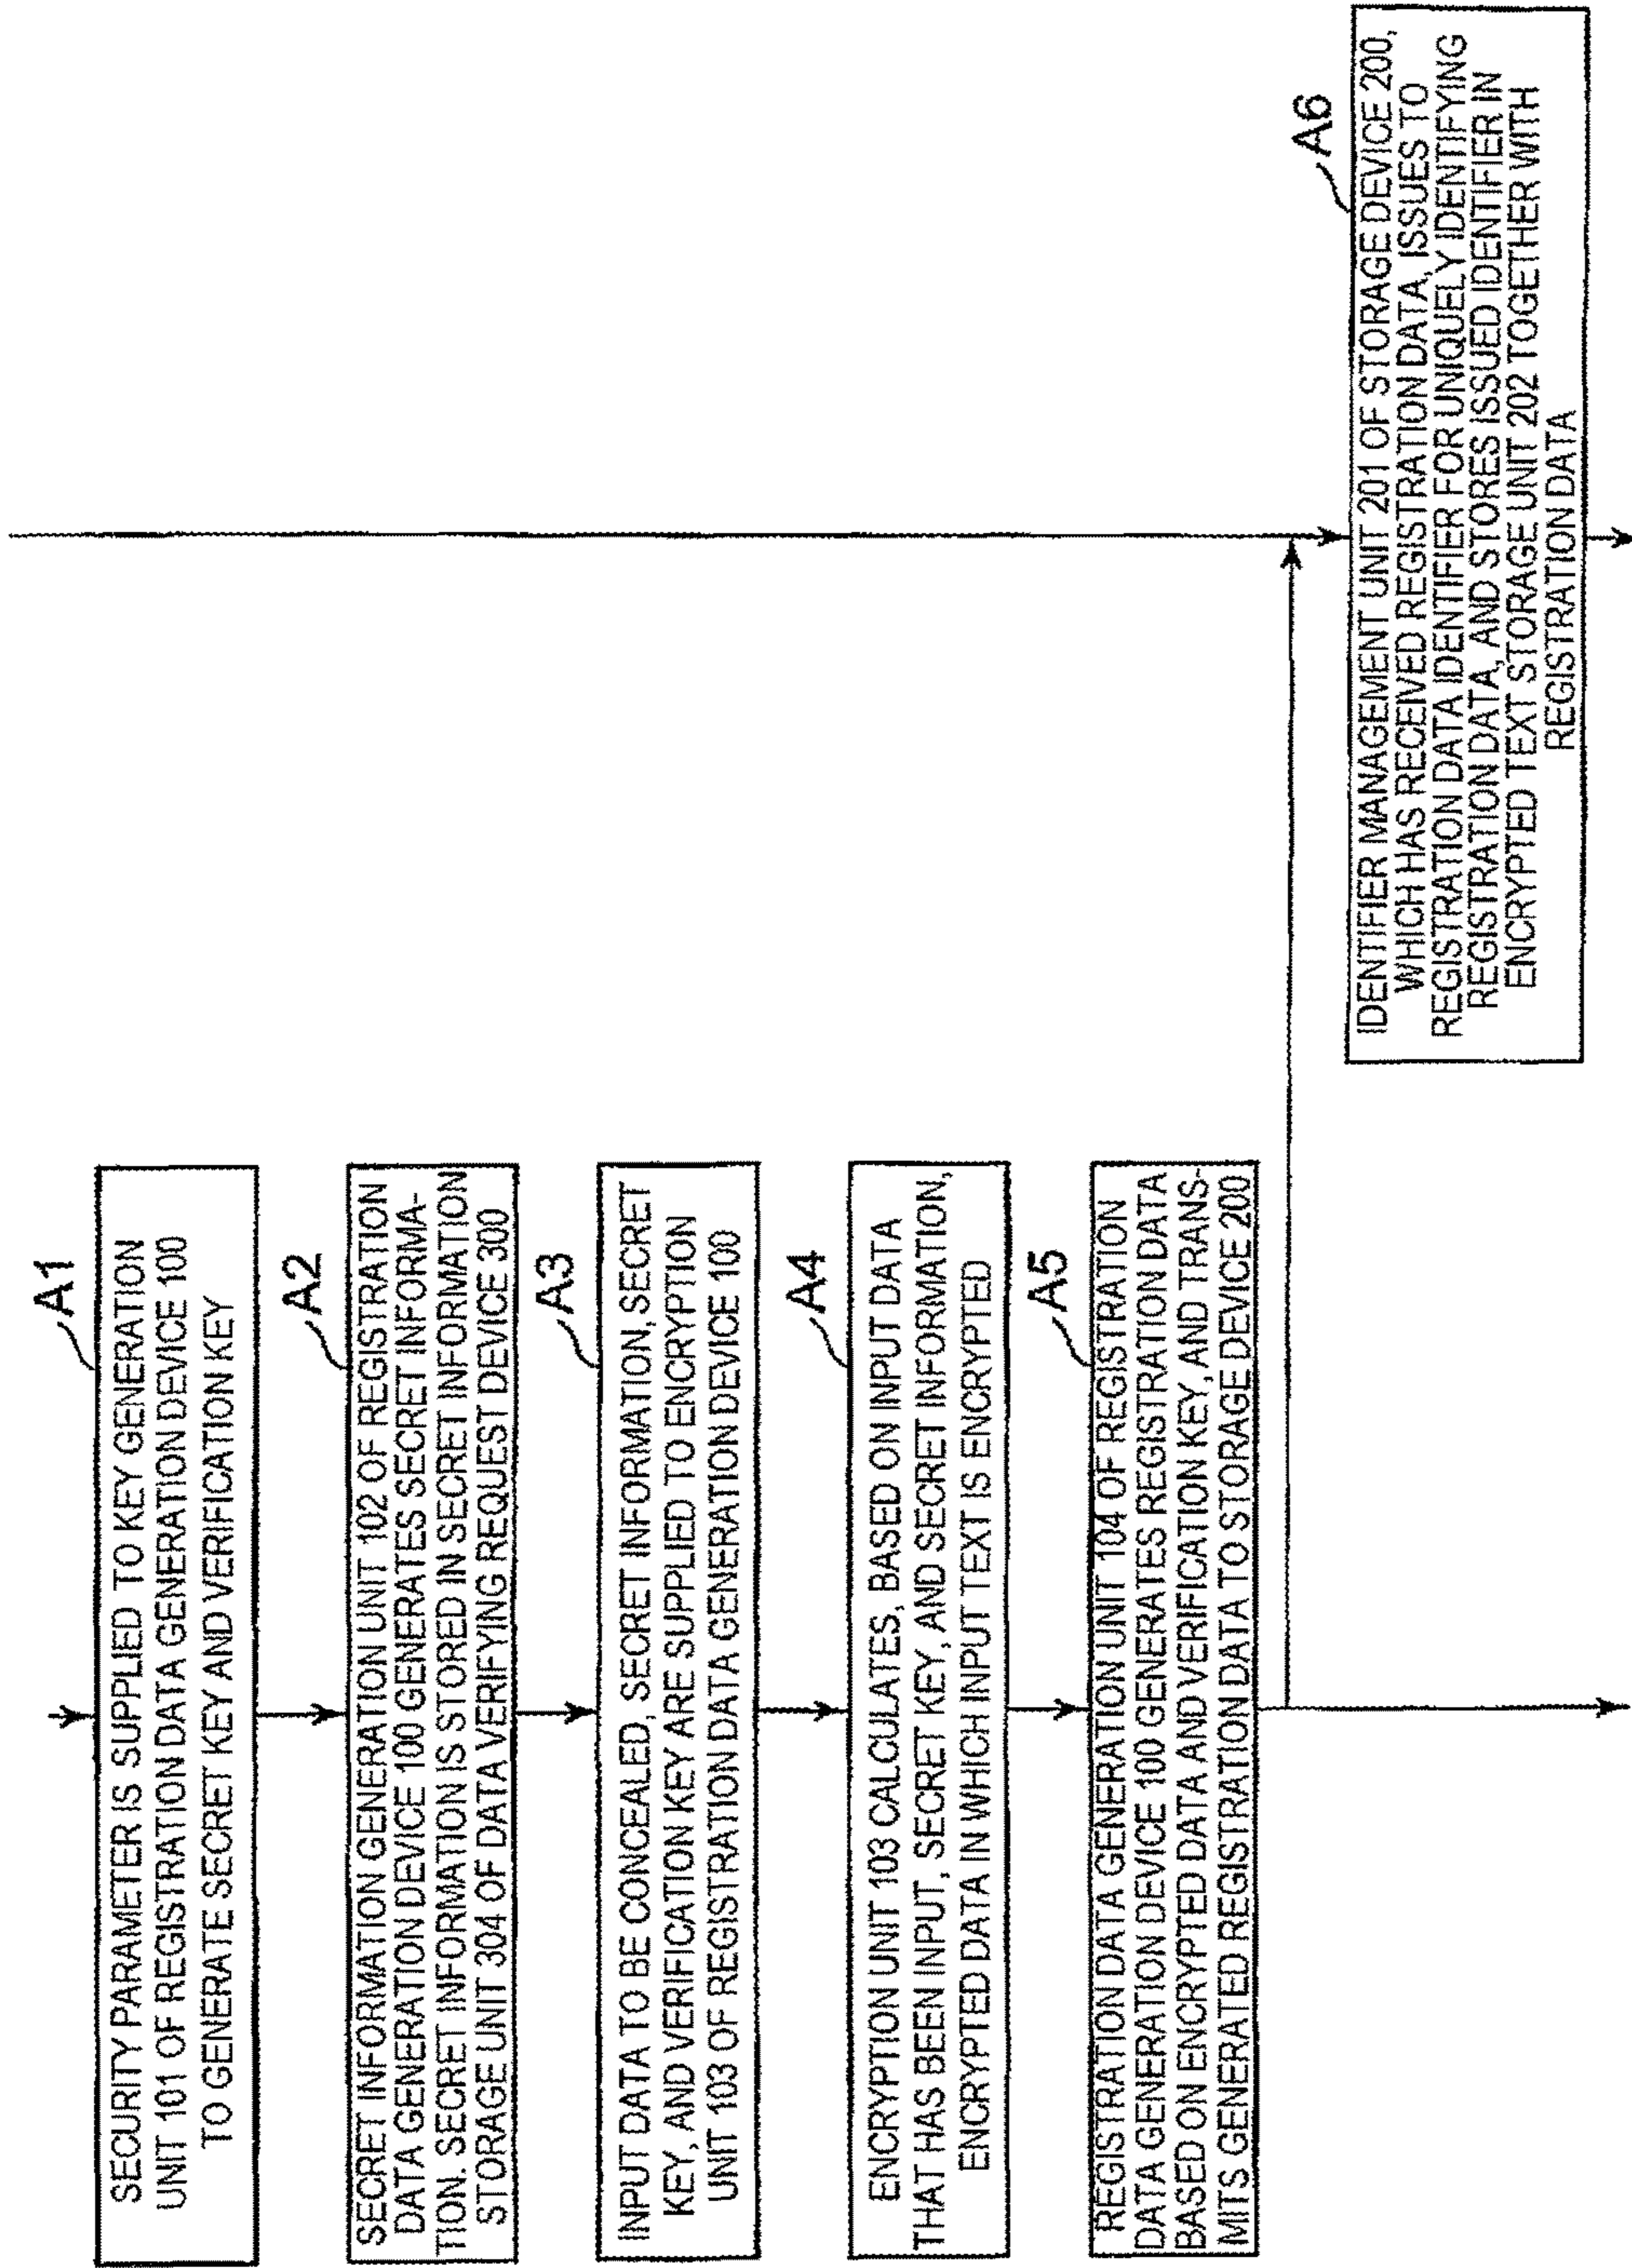 A1
SECURITY PARAMETER IS SUPPLIED TO KEY GENERATION
UNIT 101 OF REGISTRATION DATA GENERATION DEVICE 100
TO GENERATE SECRET KEY AND VERIFICATION KEY
A2
SECRET INFORMATION GENERATION UNIT 102 OF REGISTRATION
DATA GENERATION DEVICE 100 GENERATES SECRET INFORMA-
TION. SECRET INFORMATION IS STORED IN SECRET INFORMATION
STORAGE UNIT 304 OF DATA VERIFYING REQUEST DEVICE 300
A3
INPUT DATA TO BE CONCEALED, SECRET INFORMATION, SECRET
KEY, AND VERIFICATION KEY ARE SUPPLIED TO ENCRYPTION
UNIT 103 OF REGISTRATION DATA GENERATION DEVICE 100
A4
ENCRYPTION UNIT 103 CALCULATES, BASED ON INPUT DATA
THAT HAS BEEN INPUT, SECRET KEY, AND SECRET INFORMATION,
ENCRYPTED DATA IN WHICH INPUT TEXT IS ENCRYPTED
A5
REGISTRATION DATA GENERATION UNIT 104 OF REGISTRATION
DATA GENERATION DEVICE 100 GENERATES REGISTRATION DATA
BASED ON ENCRYPTED DATA AND VERIFICATION KEY, AND TRANS-
MITS GENERATED REGISTRATION DATA TO STORAGE DEVICE 200
A6
IDENTIFIER MANAGEMENT UNIT 201 OF STORAGE DEVICE 200,
WHICH HAS RECEIVED REGISTRATION DATA, ISSUES TO
REGISTRATION DATA IDENTIFIER FOR UNIQUELY IDENTIFYING
REGISTRATION DATA, AND STORES ISSUED IDENTIFIER IN
ENCRYPTED TEXT STORAGE UNIT 202 TOGETHER WITH
REGISTRATION DATA